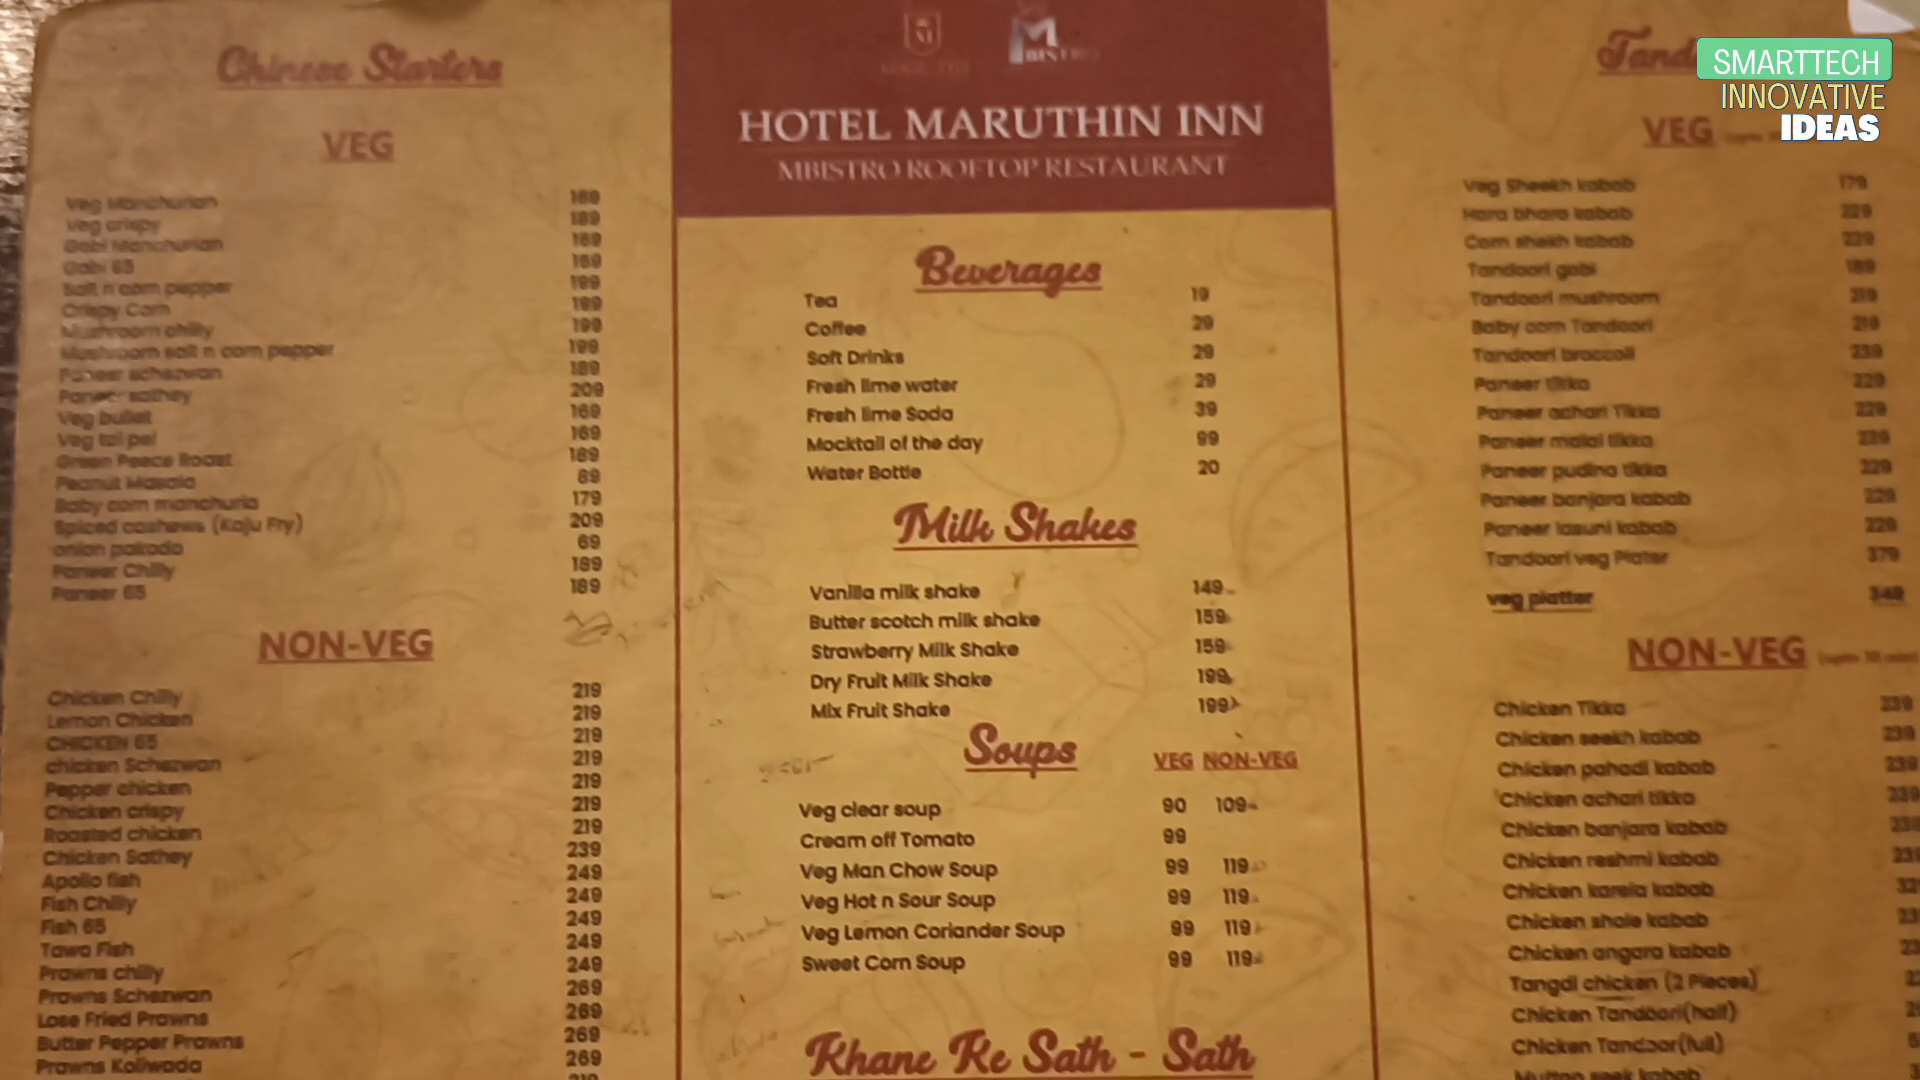 Chinese Starters
VEG
Veg Manchurian 169
Veg crispy 189
Gobi Manchurian 169
Gobi 65 159
Salt n corn pepper 199
Crispy Corn 199
Mushroom chilly 199
Mushroom salt n corn pepper 199
Paneer schezwan 189
Paneer sathey 209
Veg bullet 169
Veg tai pei 169
Green Peece Roast 189
Peanut Masala 89
Baby corn manchuria 179
Spiced cashews (Kaju Fry) 209
onion pakoda 69
Paneer Chilly 189
Paneer 65 189
NON-VEG
Chicken Chilly 219
Lemon Chicken 219
CHICKEN 65 219
chicken Schezwan 219
Pepper chicken 219
Chicken crispy 219
Roasted chicken 219
Chicken Sathey 239
Apollo fish 249
Fish Chilly 249
Fish 65 249
Tawa Fish 249
Prawns chilly 249
Prawns Schezwan 269
Lose Fried Prawns 269
Butter Pepper Prawns 269
Prawns Koliwada 269
M
BISTRO
HOTEL MARUTHIN INN
MBISTRO ROOFTOP RESTAURANT
Beverages
Tea 19
Coffee 29
Soft Drinks 29
Fresh lime water 29
Fresh lime Soda 39
Mocktail of the day 99
Water Bottle 20
Milk Shakes
Vanilla milk shake 149
Butter scotch milk shake 159
Strawberry Milk Shake 159
Dry Fruit Milk Shake 199
Mix Fruit Shake 199
Soups VEG NON-VEG
Veg clear soup 90 109
Cream off Tomato 99
Veg Man Chow Soup 99 119
Veg Hot n Sour Soup 99 119
Veg Lemon Coriander Soup 99 119
Sweet Corn Soup 99 119
Khane Ke Sath - Sath
SMARTTECH
INNOVATIVE
IDEAS
VEG
Veg Sheekh kabab 179
Hara bhara kabab 229
Corn shekh kabab 229
Tandoori gobi 189
Tandoori mushroom 219
Baby corn Tandoori 219
Tandoori broccoli 239
Paneer tikka 229
Paneer achari Tikka 229
Paneer malai tikka 239
Paneer pudina tikka 229
Paneer banjara kabab 229
Paneer lasuni kabab 229
Tandoori veg Plater 379
veg platter 349
NON-VEG
Chicken Tikka 239
Chicken seekh kabab 239
Chicken pahadi kabab 239
Chicken achari tikka 239
Chicken banjara kabab
Chicken reshmi kabab
Chicken karela kabab
Chicken shole kabab
Chicken angara kabab
Tangdi chicken (2 Pieces)
Chicken Tandoori(half)
Chicken Tandoor(full)
Mutton seek kabab